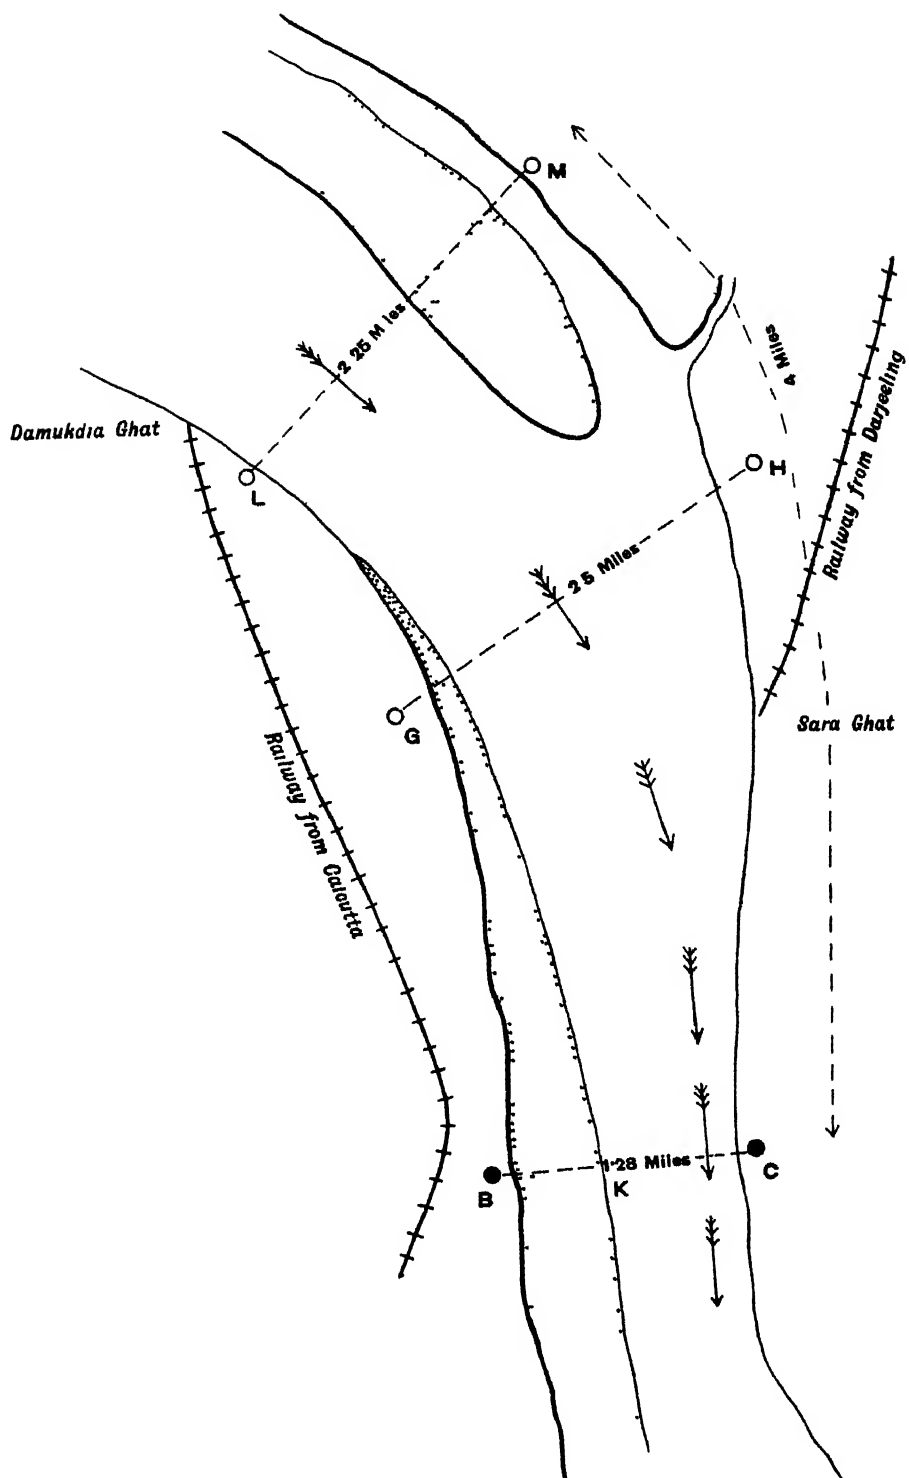 M
2 25 Miles
4 Miles
Damukdia Ghat
L
H
Railway from Darjeeling
2 5 Miles
G
Sara Ghat
Railway from Calcutta
1·28 Miles
B
K
C